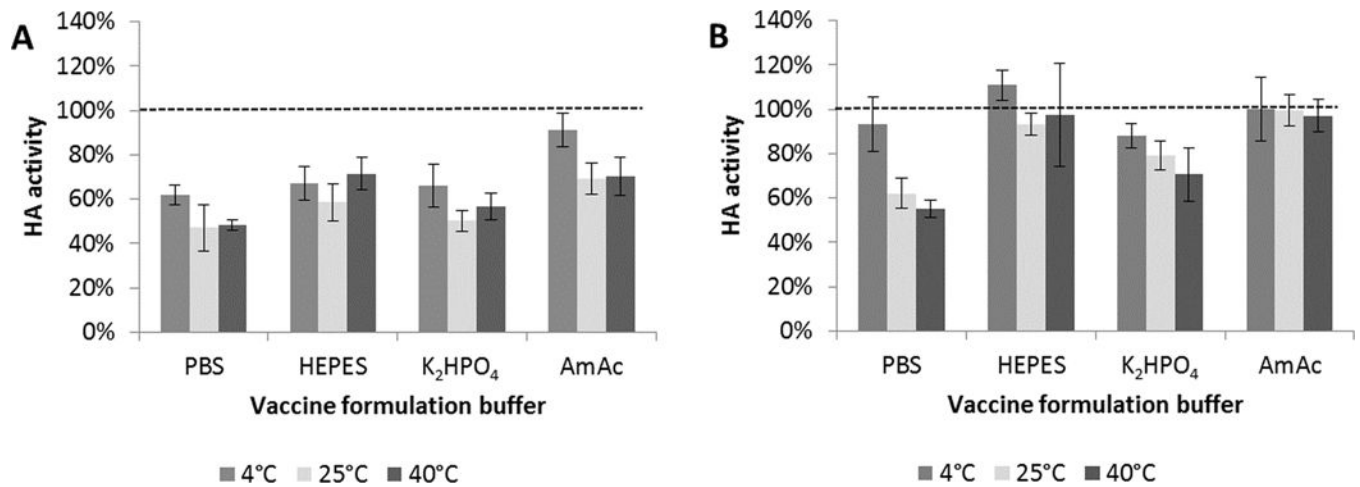 A
140%
120%
100%
80%
60%
40%
20%
0%
HA activity
PBS HEPES K₂HPO₄ AmAc
Vaccine formulation buffer
4°C 25°C 40°C
B
140%
120%
100%
80%
60%
40%
20%
0%
HA activity
PBS HEPES K₂HPO₄ AmAc
Vaccine formulation buffer
4°C 25°C 40°C